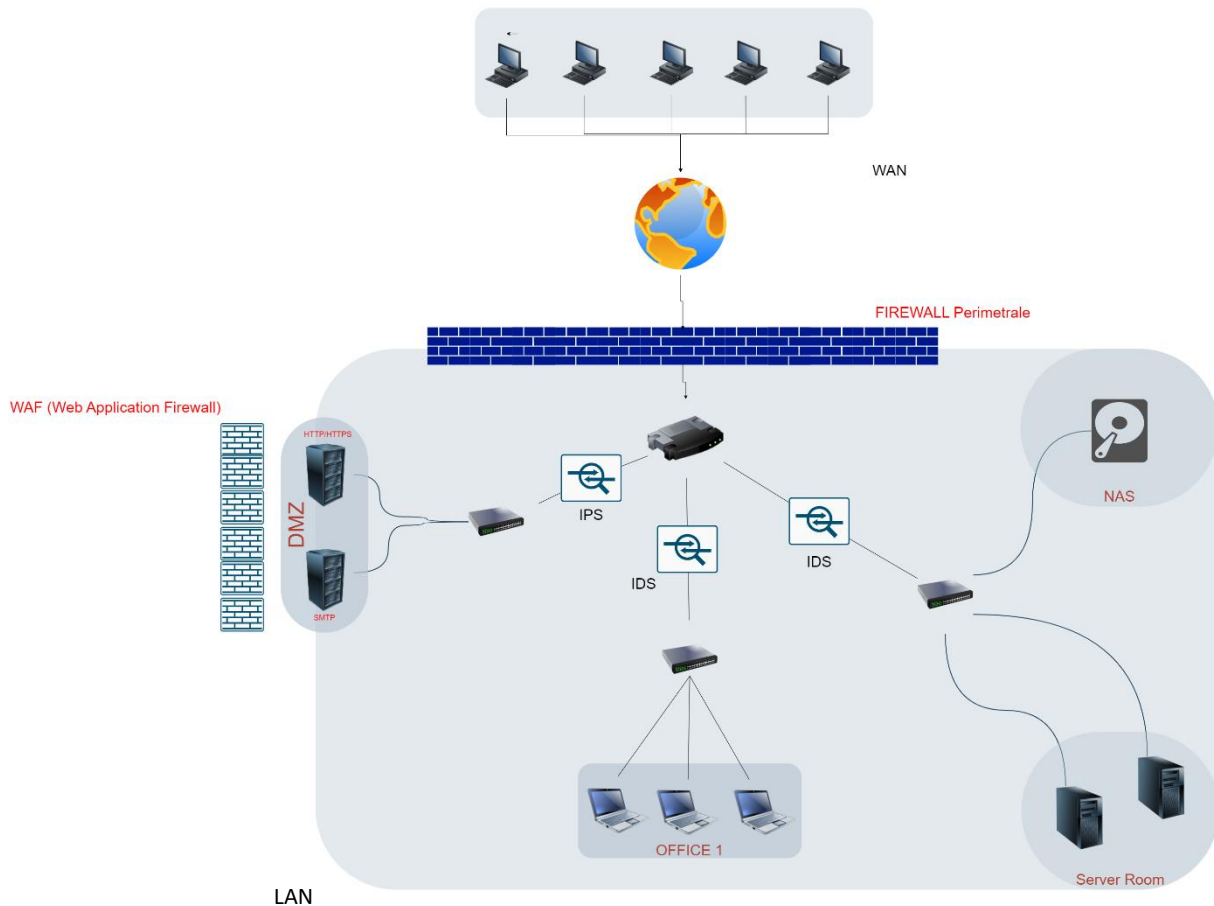 WAN
FIREWALL Perimetrale
WAF (Web Application Firewall)
HTTP/HTTPS
DMZ
SMTP
IPS
IDS
IDS
NAS
OFFICE 1
Server Room
LAN